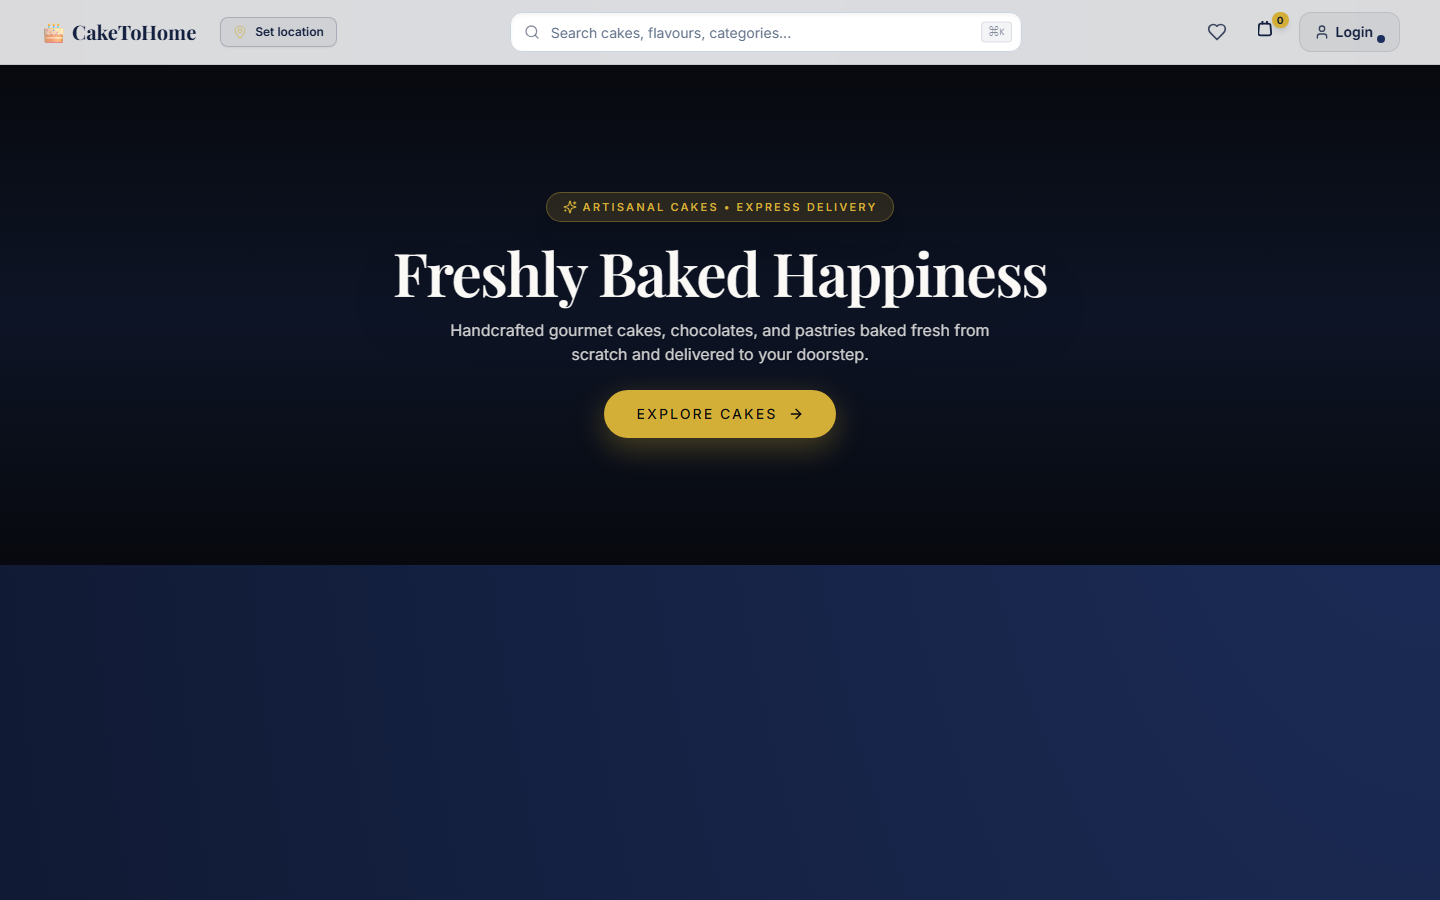 CakeToHome
Set location
Search cakes, flavours, categories...
⌘K
0
Login
ARTISANAL CAKES • EXPRESS DELIVERY
Freshly Baked Happiness
Handcrafted gourmet cakes, chocolates, and pastries baked fresh from
scratch and delivered to your doorstep.
EXPLORE CAKES →